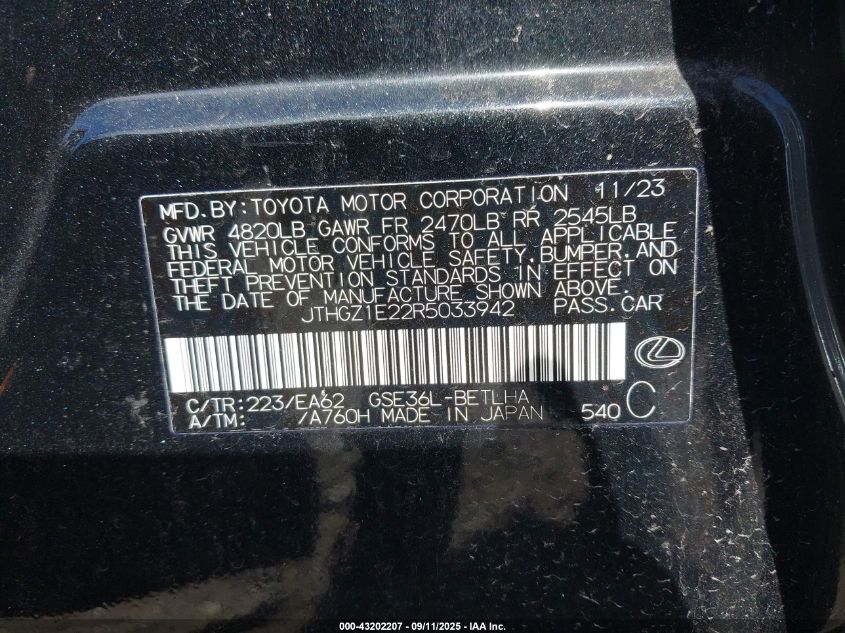 MFD.BY:TOYOTA MOTOR CORPORATION 11/23
GVWR 4820LB GAWR FR 2470LB RR 2545LB
THIS VEHICLE CONFORMS TO ALL APPLICABLE
FEDERAL MOTOR VEHICLE SAFETY,BUMPER,AND
THEFT PREVENTION STANDARDS IN EFFECT ON
THE DATE OF MANUFACTURE SHOWN ABOVE.
JTHGZ1E22R5033942 PASS.CAR
C/TR:223/EA62 GSE36L-BETLHA
A/TM: /A760H MADE IN JAPAN 540 C
000-43202207 - 09/11/2025 - IAA Inc.